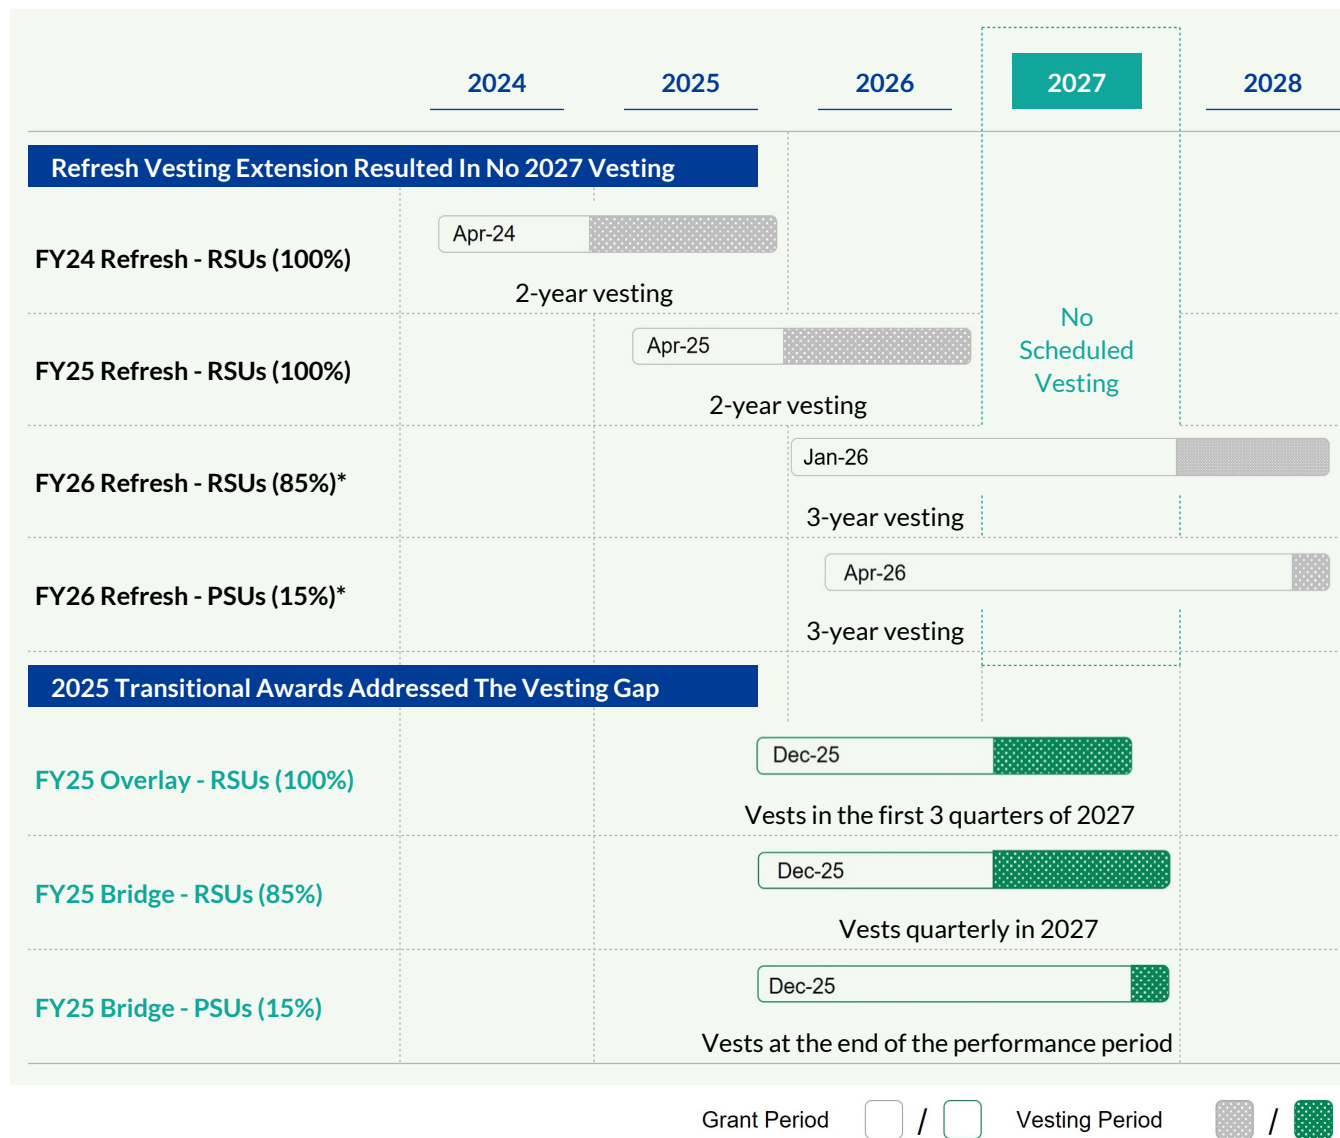 2024 2025 2026 2027 2028
Refresh Vesting Extension Resulted In No 2027 Vesting
Apr-24
FY24 Refresh - RSUs (100%)
2-year vesting
No
Scheduled
Vesting
Apr-25
FY25 Refresh - RSUs (100%)
2-year vesting
Jan-26
FY26 Refresh - RSUs (85%)*
3-year vesting
Apr-26
FY26 Refresh - PSUs (15%)*
3-year vesting
2025 Transitional Awards Addressed The Vesting Gap
Dec-25
FY25 Overlay - RSUs (100%)
Vests in the first 3 quarters of 2027
Dec-25
FY25 Bridge - RSUs (85%)
Vests quarterly in 2027
Dec-25
FY25 Bridge - PSUs (15%)
Vests at the end of the performance period
Grant Period / Vesting Period /